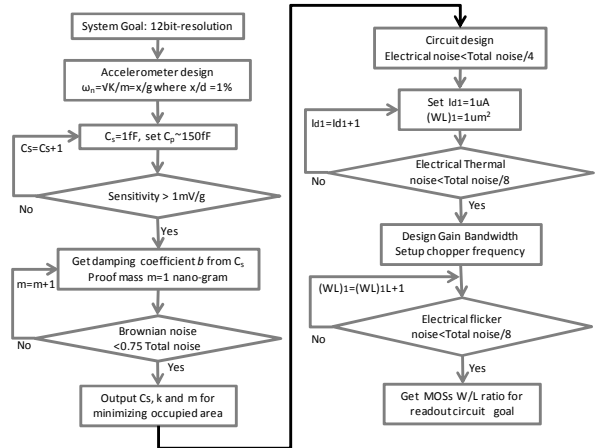 System Goal: 12bit-resolution
Accelerometer design
ωn=√K/m=x/g where x/d =1%
Cs=Cs+1
Cs=1fF, set Cp~150fF
Sensitivity > 1mV/g
No
Yes
Get damping coefficient b from Cs
Proof mass m=1 nano-gram
m=m+1
Brownian noise
<0.75 Total noise
No
Yes
Output Cs, k and m for
minimizing occupied area
Circuit design
Electrical noise<Total noise/4
Id1=Id1+1
Set Id1=1uA
(WL)1=1um²
Electrical Thermal
noise<Total noise/8
No
Yes
Design Gain Bandwidth
Setup chopper frequency
(WL)1=(WL)1L+1
Electrical flicker
noise<Total noise/8
No
Yes
Get MOSs W/L ratio for
readout circuit goal